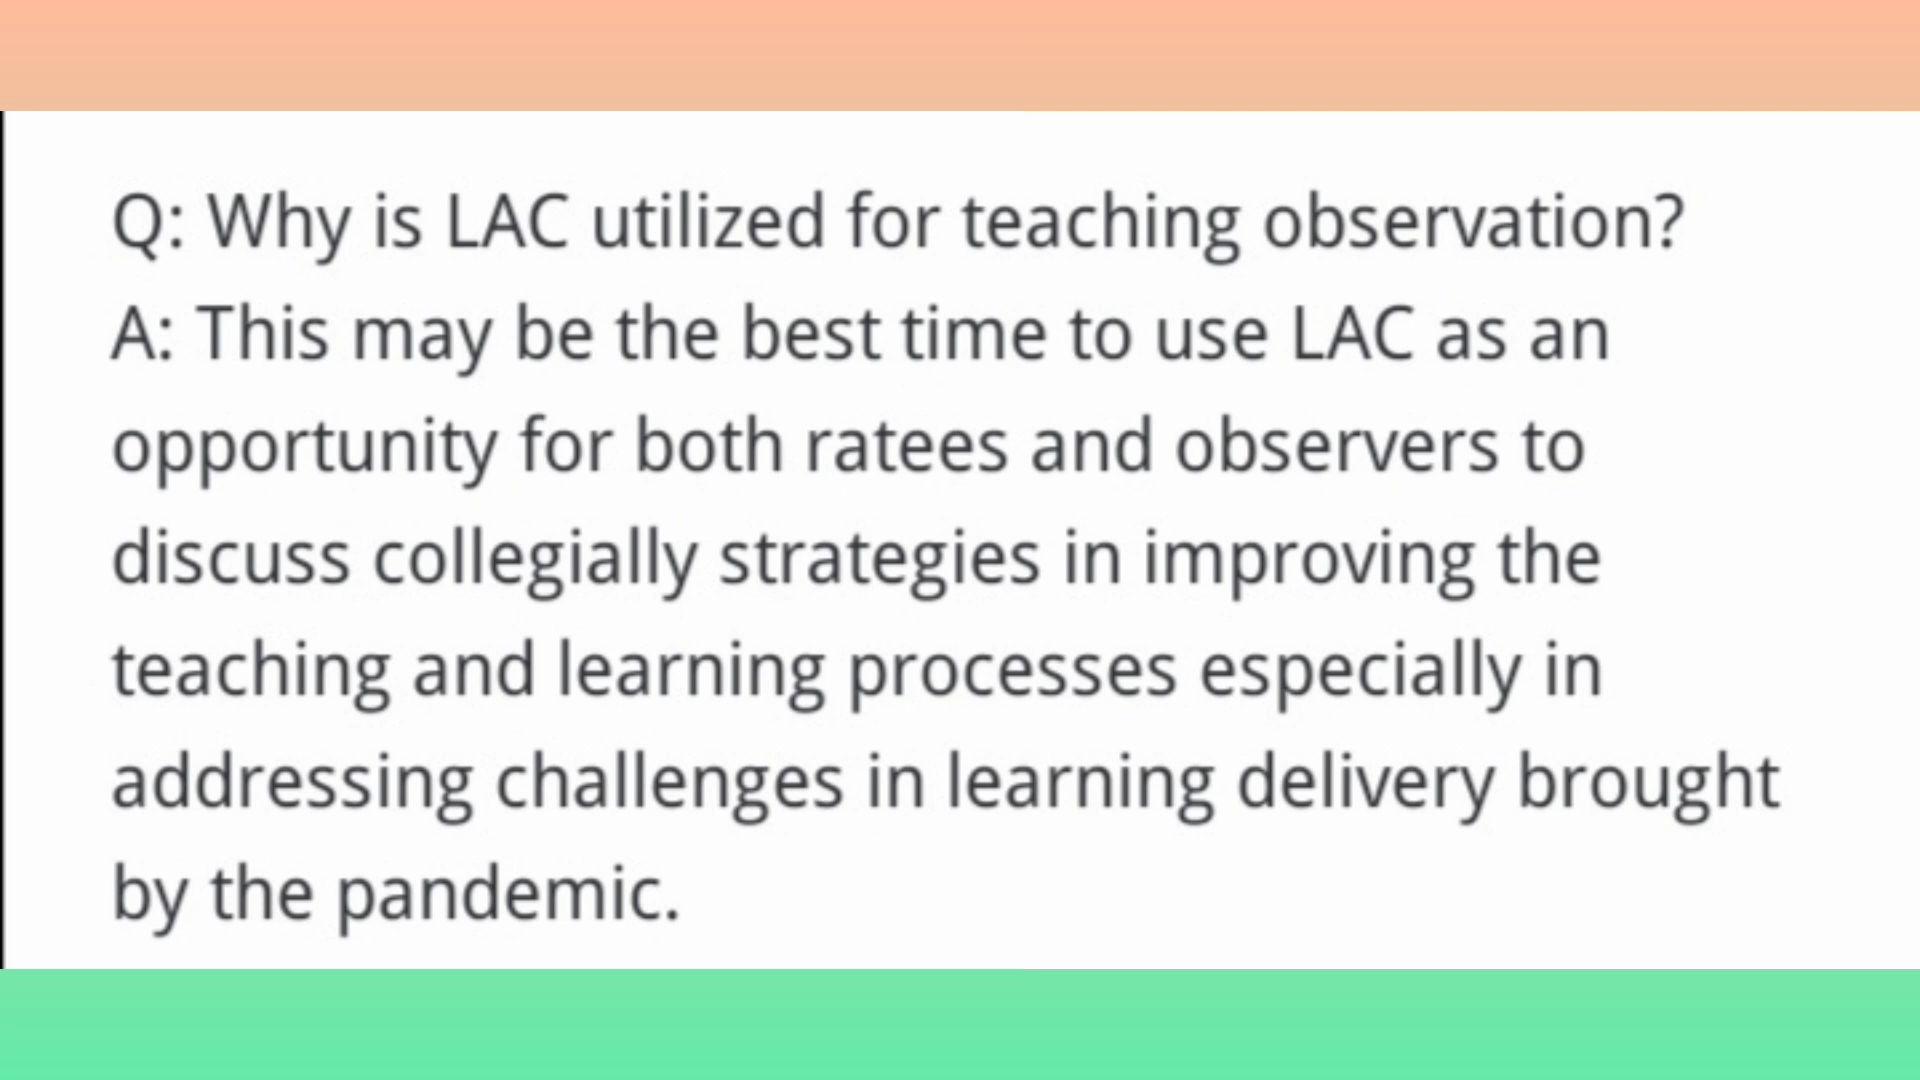 Q: Why is LAC utilized for teaching observation?
A: This may be the best time to use LAC as an
opportunity for both ratees and observers to
discuss collegially strategies in improving the
teaching and learning processes especially in
addressing challenges in learning delivery brought
by the pandemic.